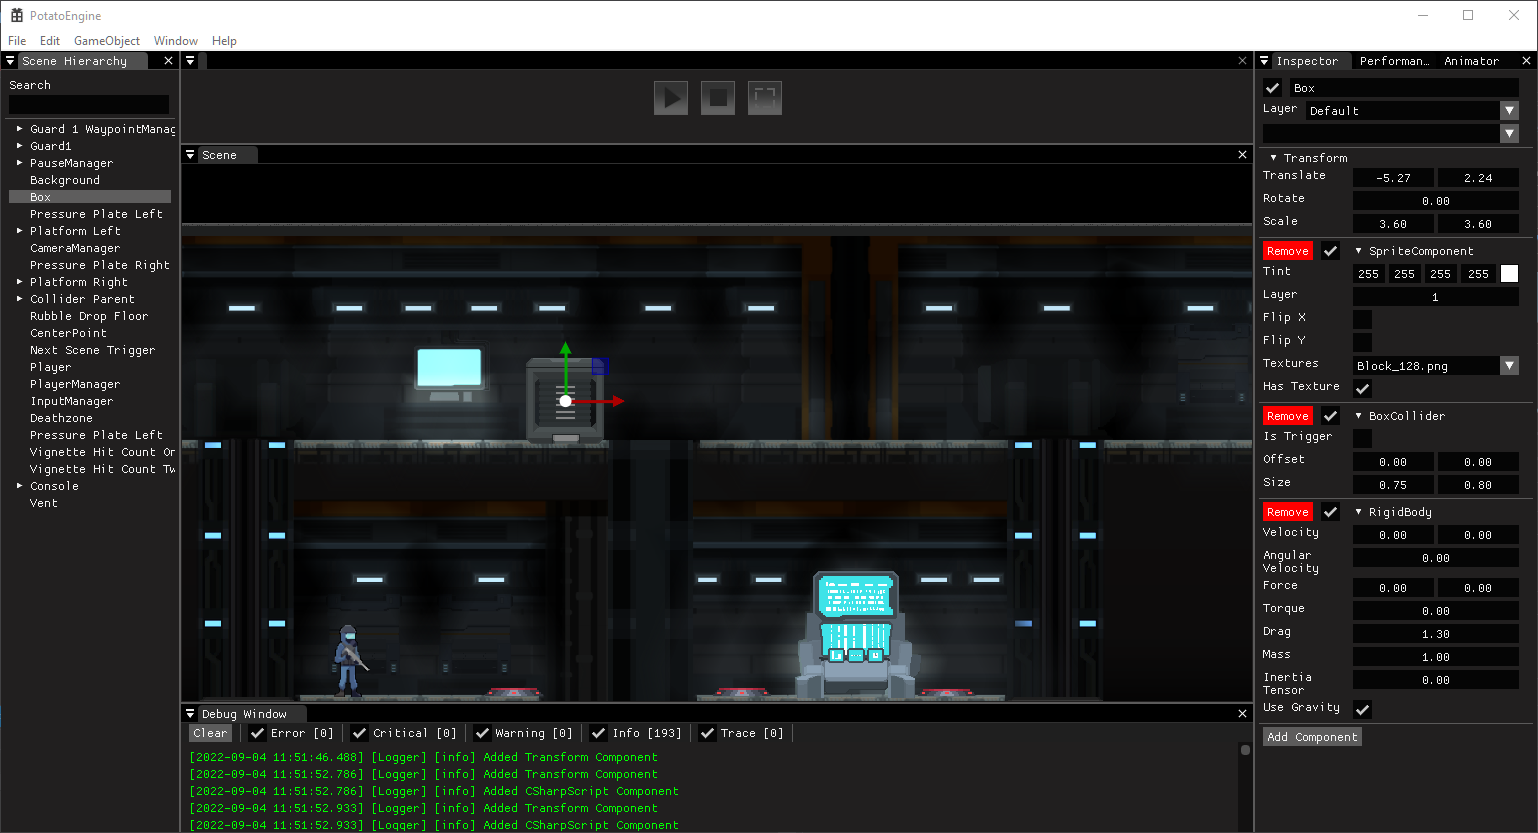 PotatoEngine
File Edit GameObject Window Help
Scene Hierarchy
Search
Guard 1 WaypointManag
Guard1
PauseManager
Background
Box
Pressure Plate Left
Platform Left
CameraManager
Pressure Plate Right
Platform Right
Collider Parent
Rubble Drop Floor
CenterPoint
Next Scene Trigger
Player
PlayerManager
InputManager
Deathzone
Pressure Plate Left
Vignette Hit Count On
Vignette Hit Count Tw
Console
Vent
Scene
Debug Window
Clear Error [0] Critical [0] Warning [0] Info [193] Trace [0]
[2022-09-04 11:51:46.488] [Logger] [info] Added Transform Component
[2022-09-04 11:51:52.786] [Logger] [info] Added Transform Component
[2022-09-04 11:51:52.786] [Logger] [info] Added CSharpScript Component
[2022-09-04 11:51:52.933] [Logger] [info] Added Transform Component
[2022-09-04 11:51:52.933] [Logger] [info] Added CSharpScript Component
Inspector Performan… Animator
Box
Layer Default
Transform
Translate -5.27 2.24
Rotate 0.00
Scale 3.60 3.60
Remove SpriteComponent
Tint 255 255 255 255
Layer 1
Flip X
Flip Y
Textures Block_128.png
Has Texture
Remove BoxCollider
Is Trigger
Offset 0.00 0.00
Size 0.75 0.80
Remove RigidBody
Velocity 0.00 0.00
Angular
Velocity 0.00
Force 0.00 0.00
Torque 0.00
Drag 1.30
Mass 1.00
Inertia
Tensor 0.00
Use Gravity
Add Component